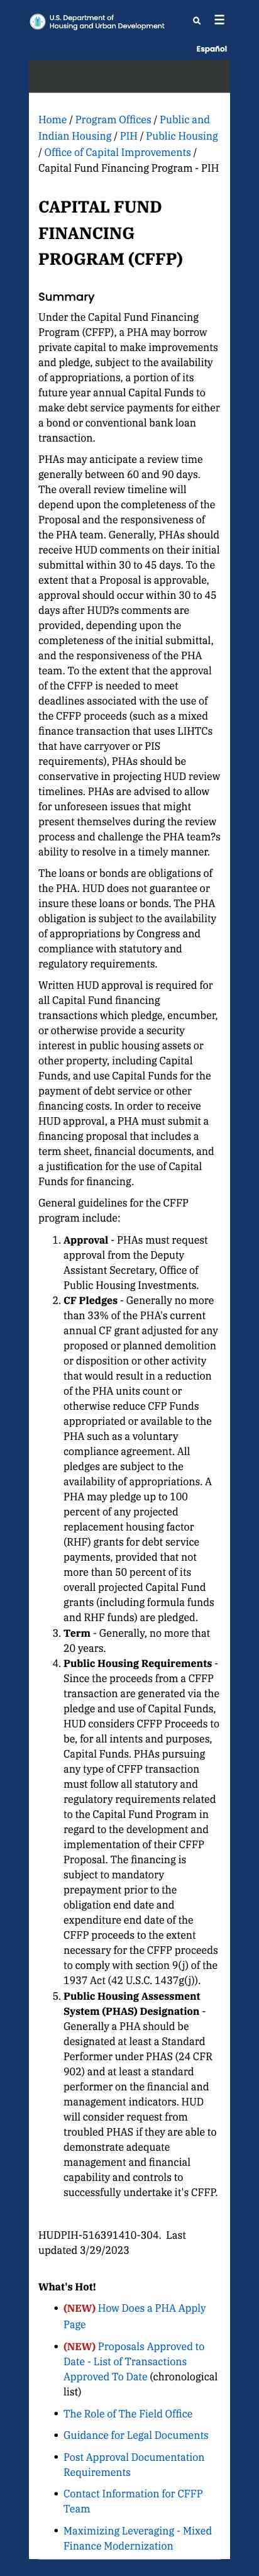 U.S. Department of
Housing and Urban Development
Español
Home / Program Offices / Public and
Indian Housing / PIH / Public Housing
/ Office of Capital Improvements /
Capital Fund Financing Program - PIH
CAPITAL FUND
FINANCING
PROGRAM (CFFP)
Summary
Under the Capital Fund Financing
Program (CFFP), a PHA may borrow
private capital to make improvements
and pledge, subject to the availability
of appropriations, a portion of its
future year annual Capital Funds to
make debt service payments for either
a bond or conventional bank loan
transaction.
PHAs may anticipate a review time
generally between 60 and 90 days.
The overall review timeline will
depend upon the completeness of the
Proposal and the responsiveness of
the PHA team. Generally, PHAs should
receive HUD comments on their initial
submittal within 30 to 45 days. To the
extent that a Proposal is approvable,
approval should occur within 30 to 45
days after HUD?s comments are
provided, depending upon the
completeness of the initial submittal,
and the responsiveness of the PHA
team. To the extent that the approval
of the CFFP is needed to meet
deadlines associated with the use of
the CFFP proceeds (such as a mixed
finance transaction that uses LIHTCs
that have carryover or PIS
requirements), PHAs should be
conservative in projecting HUD review
timelines. PHAs are advised to allow
for unforeseen issues that might
present themselves during the review
process and challenge the PHA team?s
ability to resolve in a timely manner.
The loans or bonds are obligations of
the PHA. HUD does not guarantee or
insure these loans or bonds. The PHA
obligation is subject to the availability
of appropriations by Congress and
compliance with statutory and
regulatory requirements.
Written HUD approval is required for
all Capital Fund financing
transactions which pledge, encumber,
or otherwise provide a security
interest in public housing assets or
other property, including Capital
Funds, and use Capital Funds for the
payment of debt service or other
financing costs. In order to receive
HUD approval, a PHA must submit a
financing proposal that includes a
term sheet, financial documents, and
a justification for the use of Capital
Funds for financing.
General guidelines for the CFFP
program include:
1. Approval - PHAs must request
approval from the Deputy
Assistant Secretary, Office of
Public Housing Investments.
2. CF Pledges - Generally no more
than 33% of the PHA's current
annual CF grant adjusted for any
proposed or planned demolition
or disposition or other activity
that would result in a reduction
of the PHA units count or
otherwise reduce CFP Funds
appropriated or available to the
PHA such as a voluntary
compliance agreement. All
pledges are subject to the
availability of appropriations. A
PHA may pledge up to 100
percent of any projected
replacement housing factor
(RHF) grants for debt service
payments, provided that not
more than 50 percent of its
overall projected Capital Fund
grants (including formula funds
and RHF funds) are pledged.
3. Term - Generally, no more that
20 years.
4. Public Housing Requirements -
Since the proceeds from a CFFP
transaction are generated via the
pledge and use of Capital Funds,
HUD considers CFFP Proceeds to
be, for all intents and purposes,
Capital Funds. PHAs pursuing
any type of CFFP transaction
must follow all statutory and
regulatory requirements related
to the Capital Fund Program in
regard to the development and
implementation of their CFFP
Proposal. The financing is
subject to mandatory
prepayment prior to the
obligation end date and
expenditure end date of the
CFFP proceeds to the extent
necessary for the CFFP proceeds
to comply with section 9(j) of the
1937 Act (42 U.S.C. 1437g(j)).
5. Public Housing Assessment
System (PHAS) Designation -
Generally a PHA should be
designated at least a Standard
Performer under PHAS (24 CFR
902) and at least a standard
performer on the financial and
management indicators. HUD
will consider request from
troubled PHAS if they are able to
demonstrate adequate
management and financial
capability and controls to
successfully undertake it's CFFP.
HUDPIH-516391410-304. Last
updated 3/29/2023
What's Hot!
• (NEW) How Does a PHA Apply
Page
• (NEW) Proposals Approved to
Date - List of Transactions
Approved To Date (chronological
list)
• The Role of The Field Office
• Guidance for Legal Documents
• Post Approval Documentation
Requirements
• Contact Information for CFFP
Team
• Maximizing Leveraging - Mixed
Finance Modernization